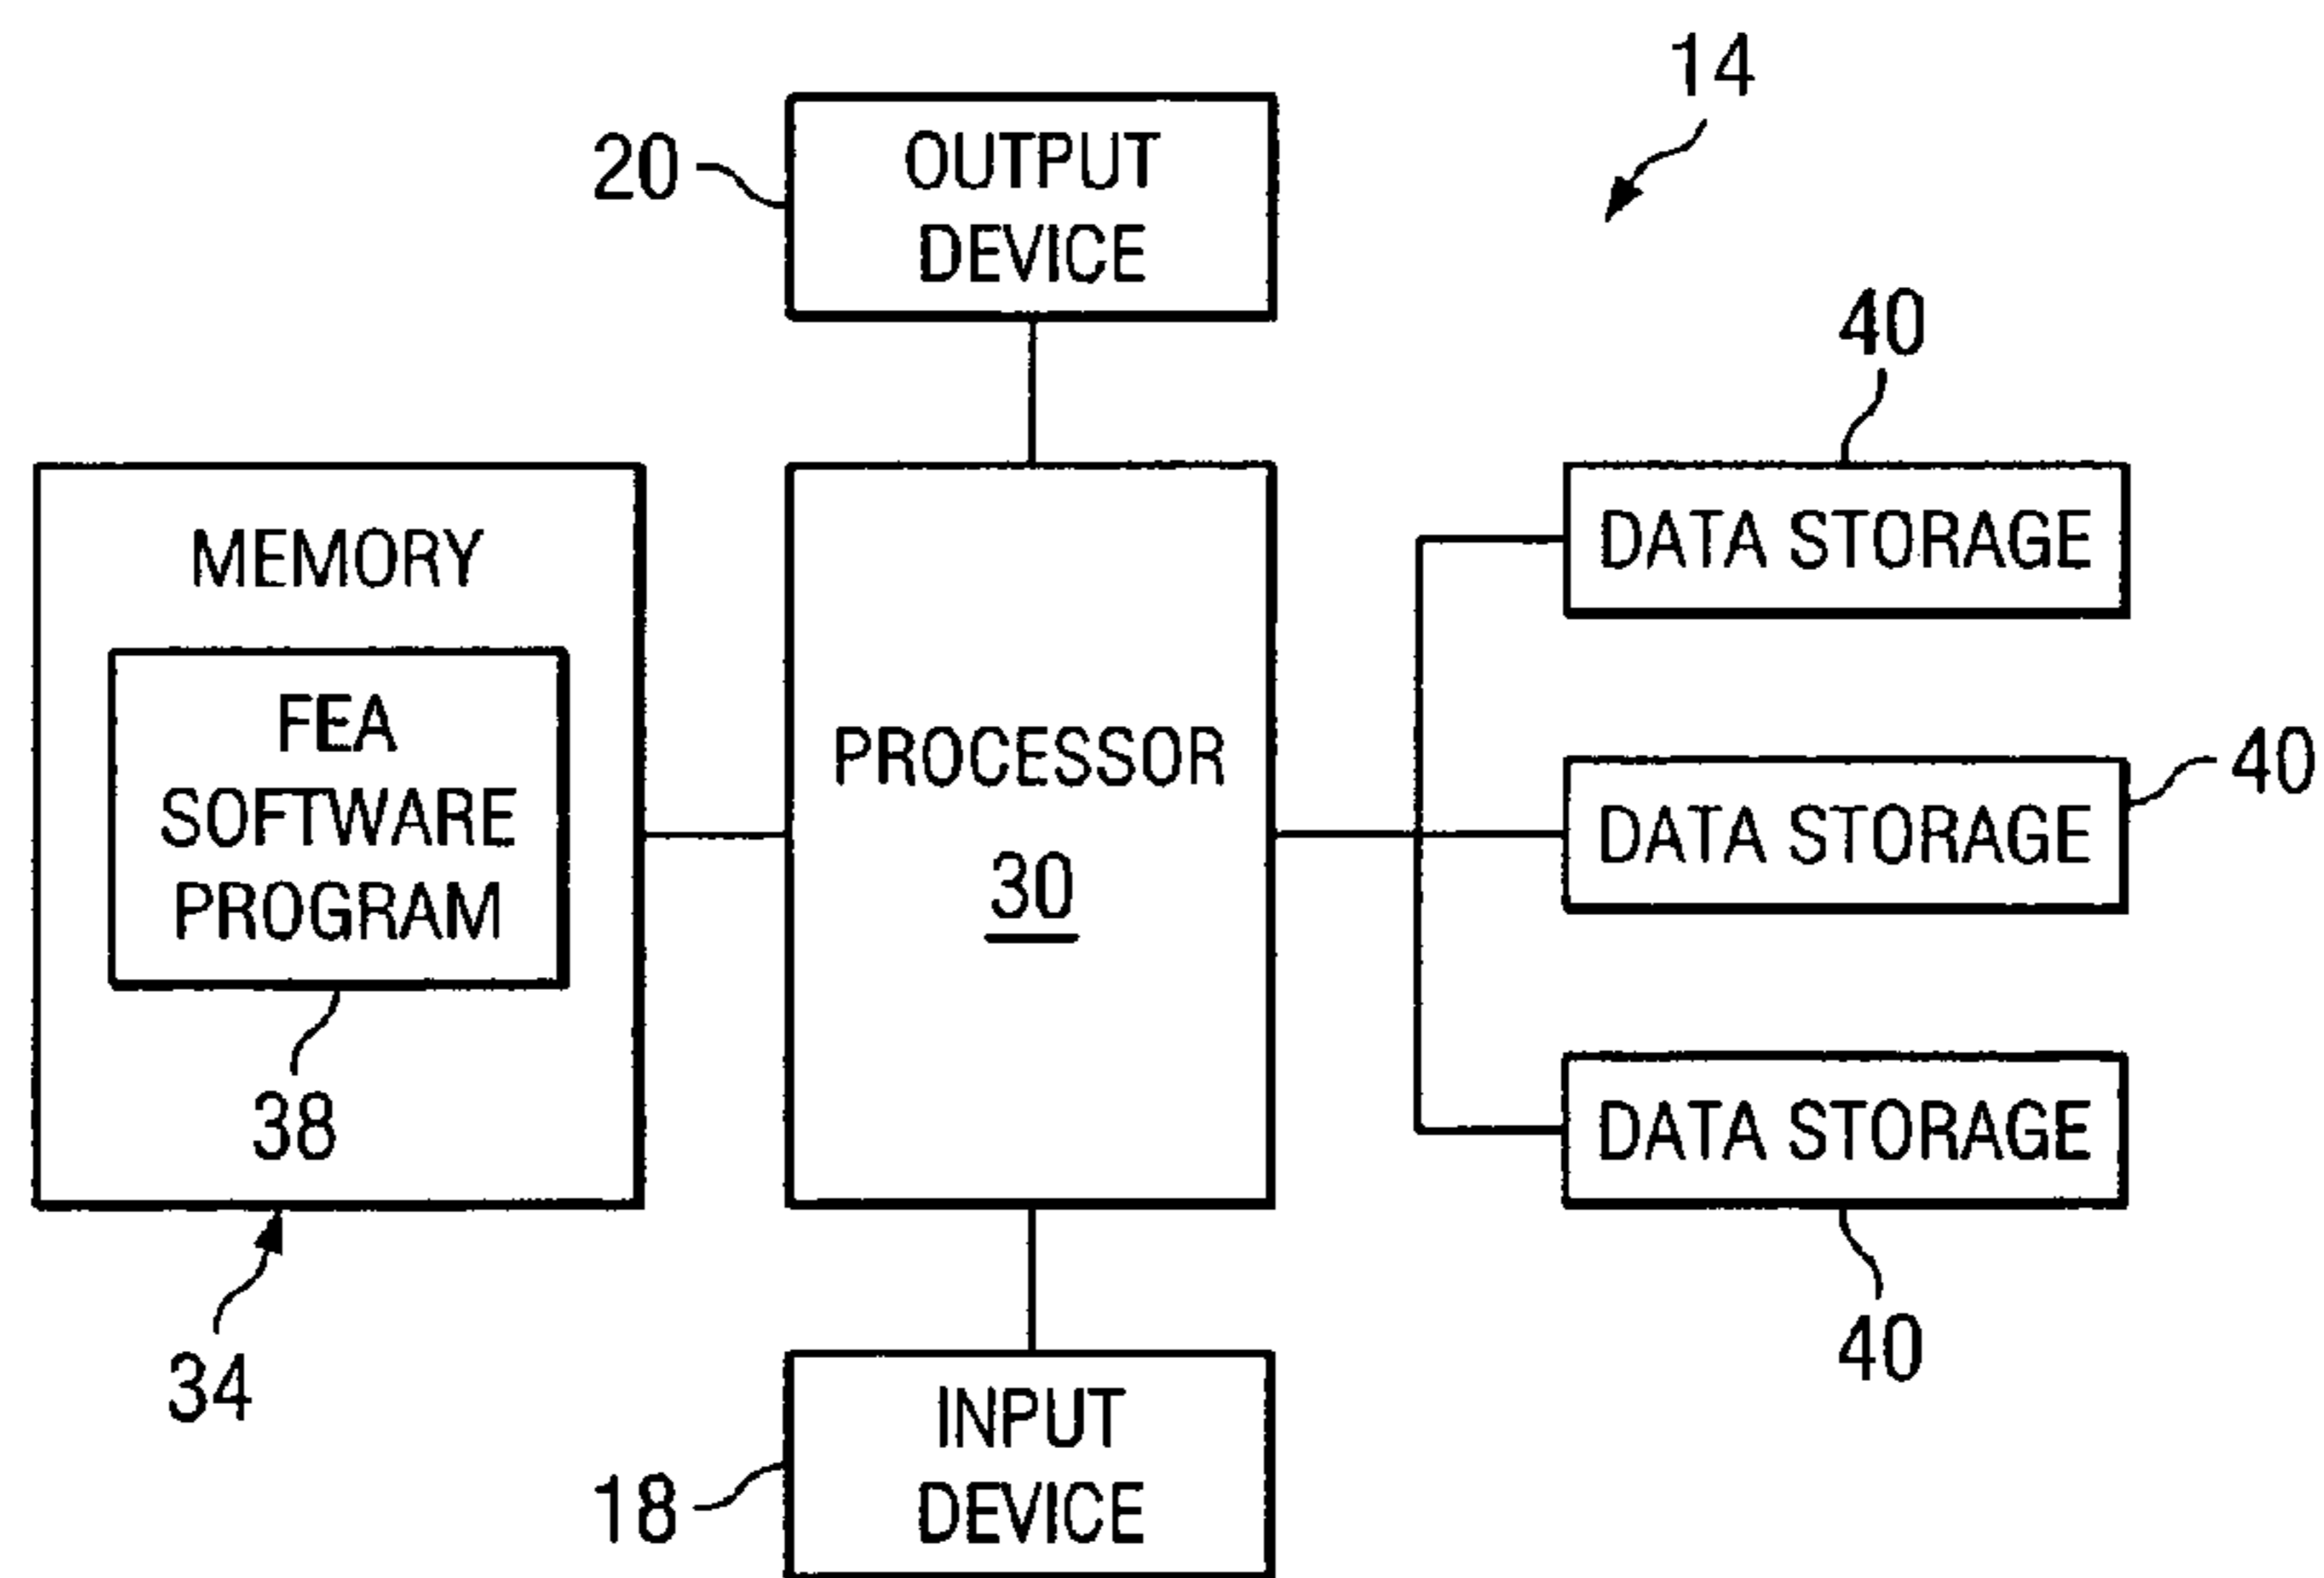 14
20
OUTPUT
DEVICE
40
MEMORY
FEA
SOFTWARE
PROGRAM
38
34
PROCESSOR
30
DATA STORAGE
DATA STORAGE
40
DATA STORAGE
40
18
INPUT
DEVICE